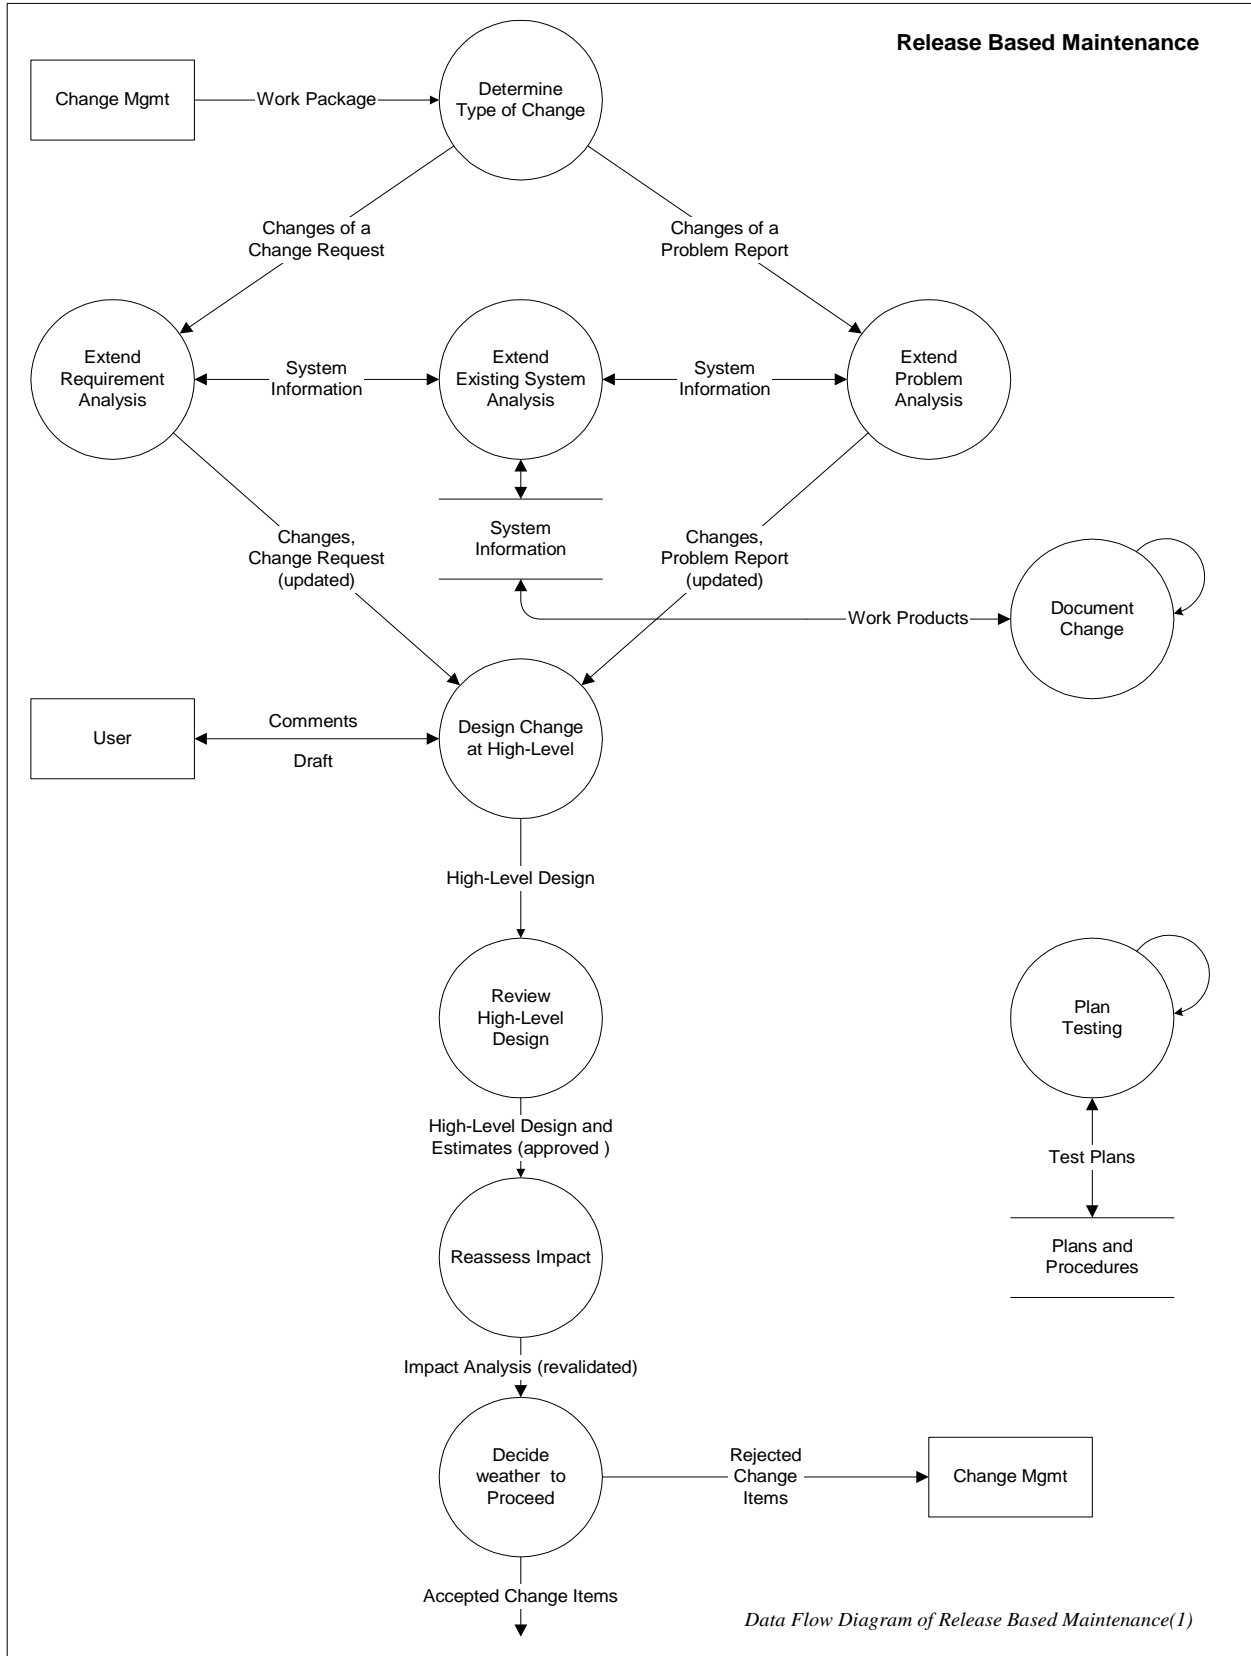 Release Based Maintenance
Change Mgmt
Work Package
Determine
Type of Change
Changes of a
Change Request
Changes of a
Problem Report
Extend
Requirement
Analysis
System
Information
Extend
Existing System
Analysis
System
Information
Extend
Problem
Analysis
Changes,
Change Request
(updated)
System
Information
Changes,
Problem Report
(updated)
Work Products
Document
Change
User
Comments
Draft
Design Change
at High-Level
High-Level Design
Review
High-Level
Design
Plan
Testing
High-Level Design and
Estimates (approved )
Test Plans
Reassess Impact
Plans and
Procedures
Impact Analysis (revalidated)
Decide
weather  to
Proceed
Rejected
Change
Items
Change Mgmt
Accepted Change Items
Data Flow Diagram of Release Based Maintenance(1)